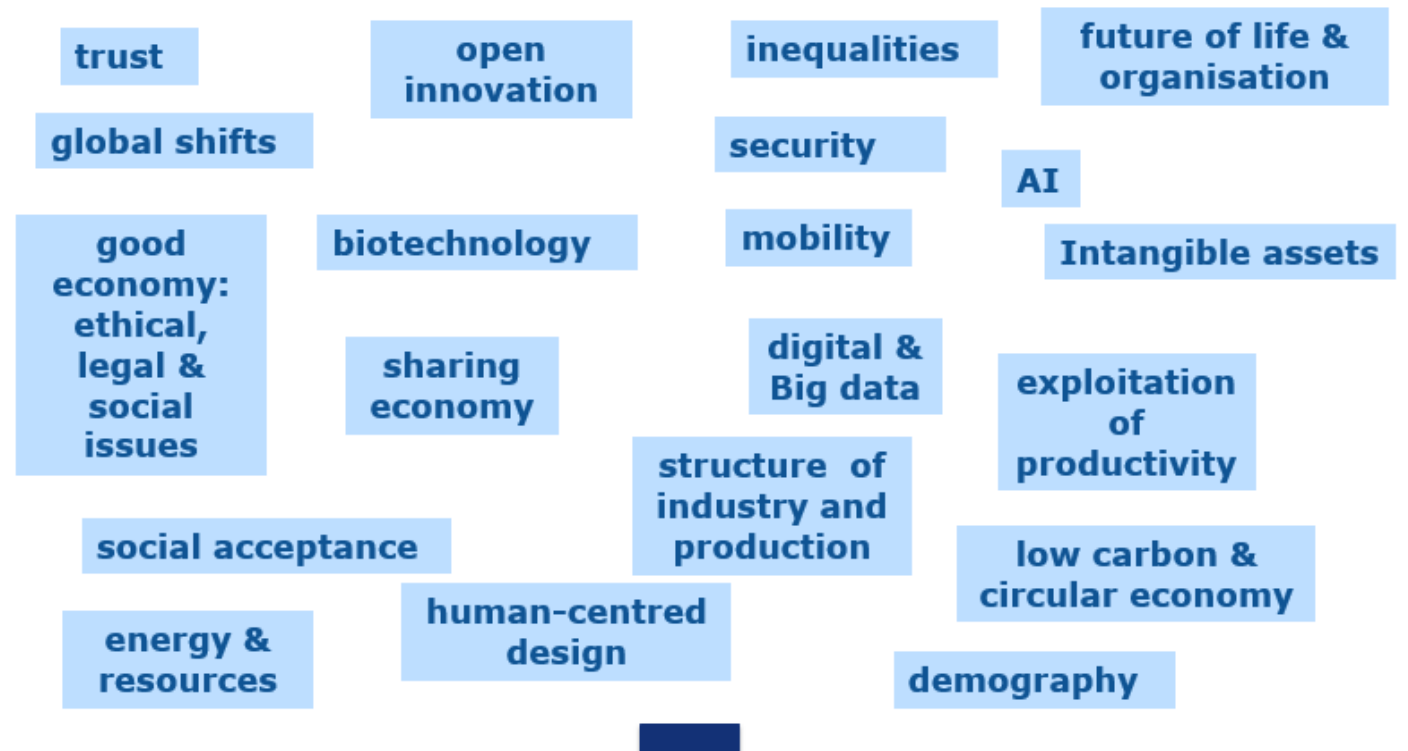 trust
open
innovation
inequalities
future of life &
organisation
global shifts
security
AI
good
economy:
ethical,
legal &
social
issues
biotechnology
mobility
Intangible assets
sharing
economy
digital &
Big data
exploitation
of
productivity
structure of
industry and
production
social acceptance
low carbon &
circular economy
human-centred
design
energy &
resources
demography